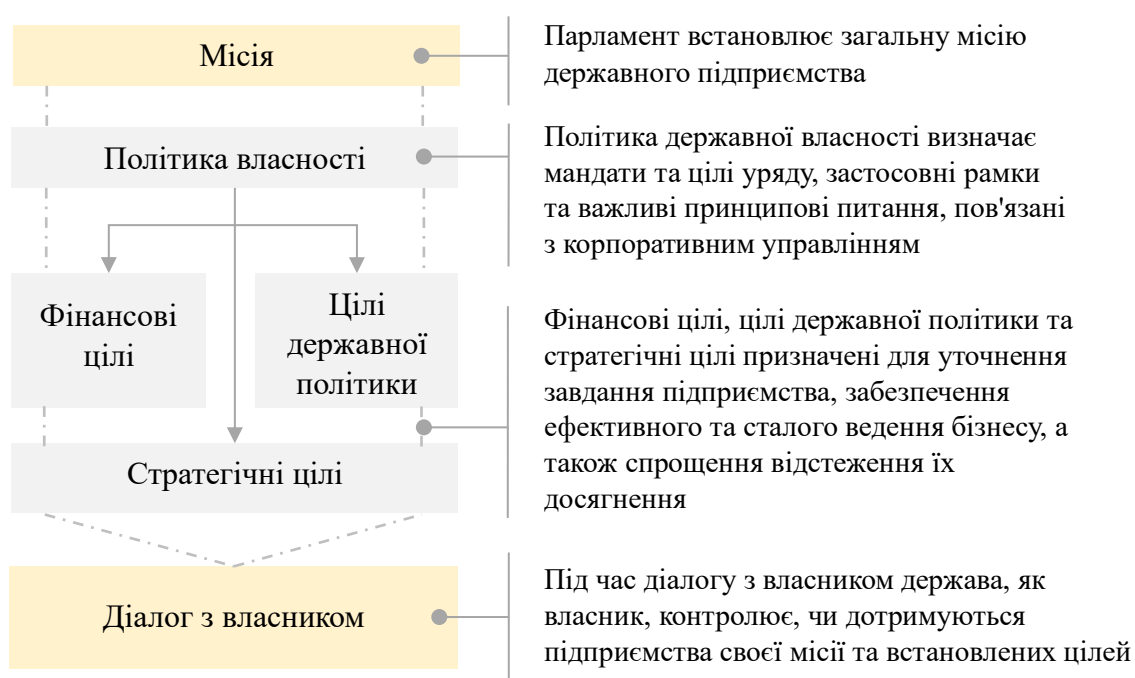 Місія
Парламент встановлює загальну місію
державного підприємства
Політика власності
Політика державної власності визначає
мандати та цілі уряду, застосовні рамки
та важливі принципові питання, пов'язані
з корпоративним управлінням
Фінансові
цілі
Цілі
державної
політики
Фінансові цілі, цілі державної політики та
стратегічні цілі призначені для уточнення
завдання підприємства, забезпечення
ефективного та сталого ведення бізнесу, а
також спрощення відстеження їх
досягнення
Стратегічні цілі
Діалог з власником
Під час діалогу з власником держава, як
власник, контролює, чи дотримуються
підприємства своєї місії та встановлених цілей